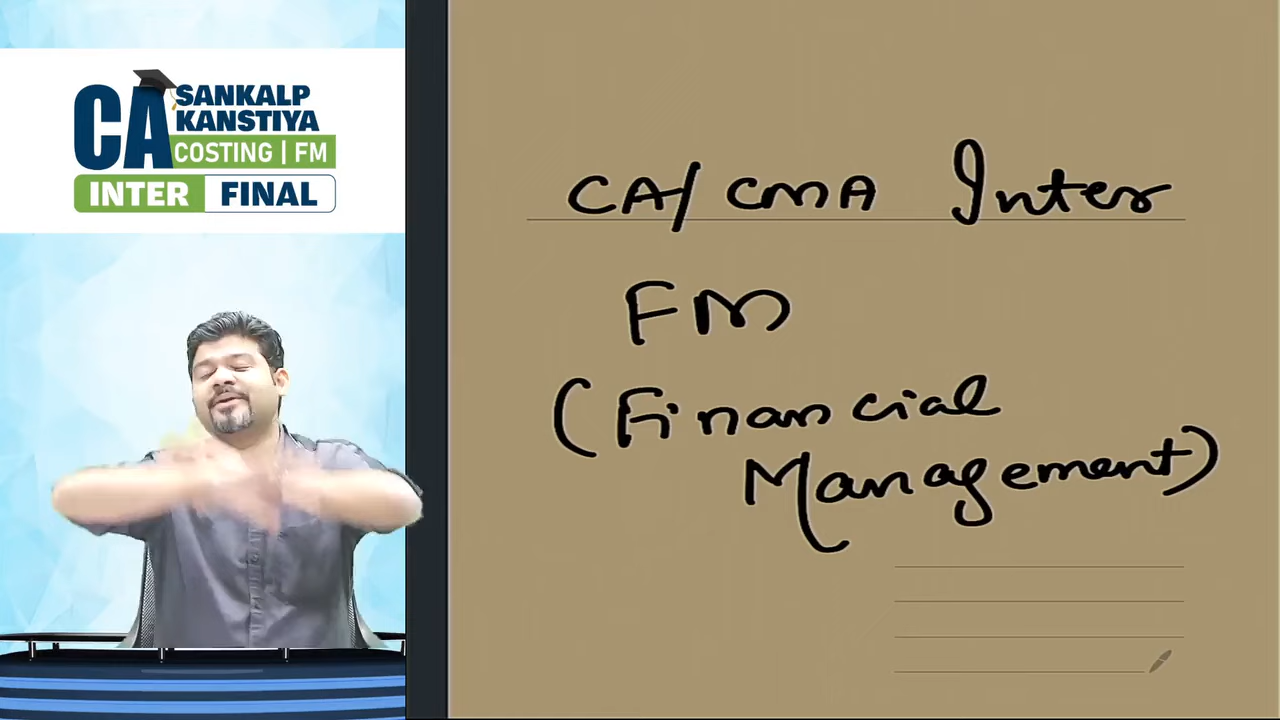 CA SANKALP
KANSTIYA
COSTING | FM
INTER FINAL
CA/CMA Inter
FM
(Financial
Management)